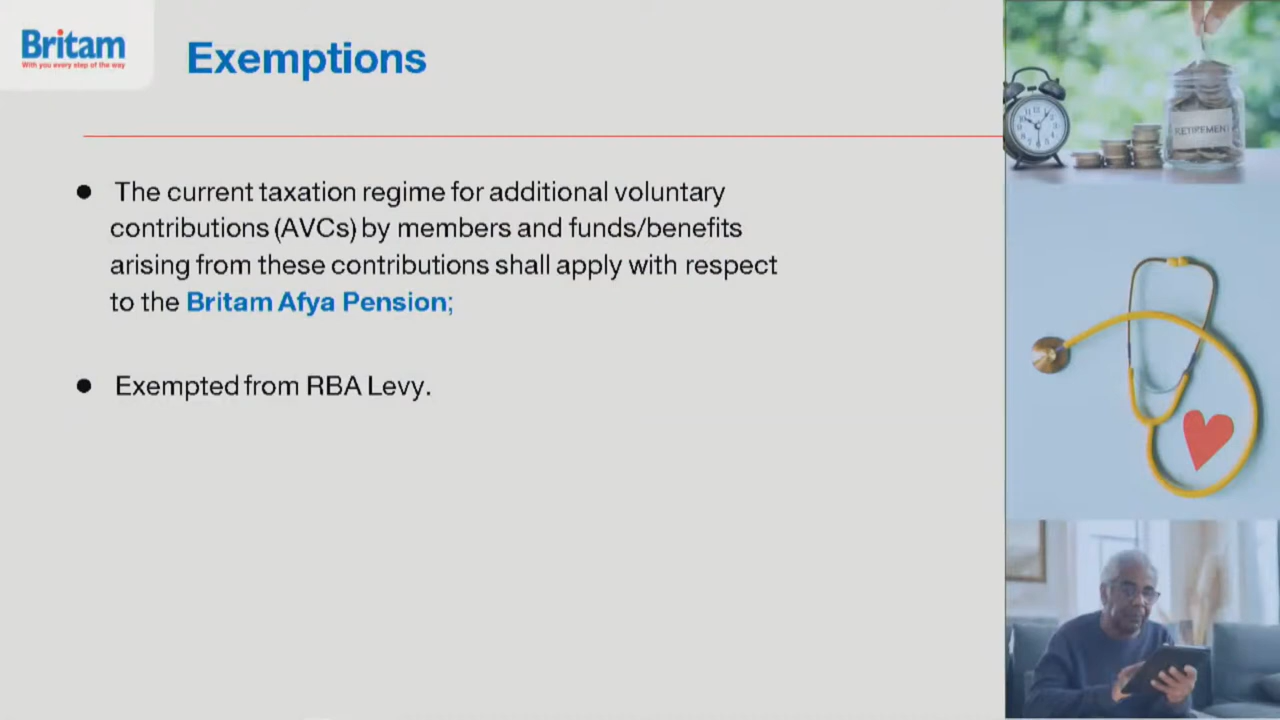 Britam
With you every step of the way
Exemptions
● The current taxation regime for additional voluntary
contributions (AVCs) by members and funds/benefits
arising from these contributions shall apply with respect
to the Britam Afya Pension;
● Exempted from RBA Levy.
RETIREMENT